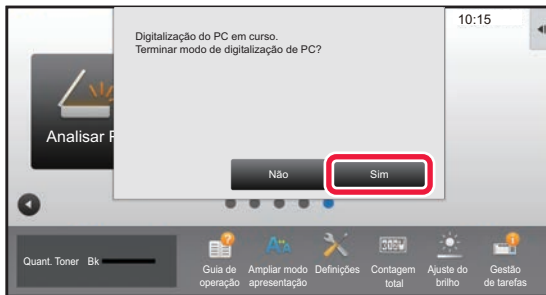 10:15
Digitalização do PC em curso.
Terminar modo de digitalização de PC?
Analisar
Não
Sim
Quant. Toner Bk
Guia de
operação
Ampliar modo
apresentação
Definições
Contagem
total
Ajuste do
brilho
Gestão
de tarefas